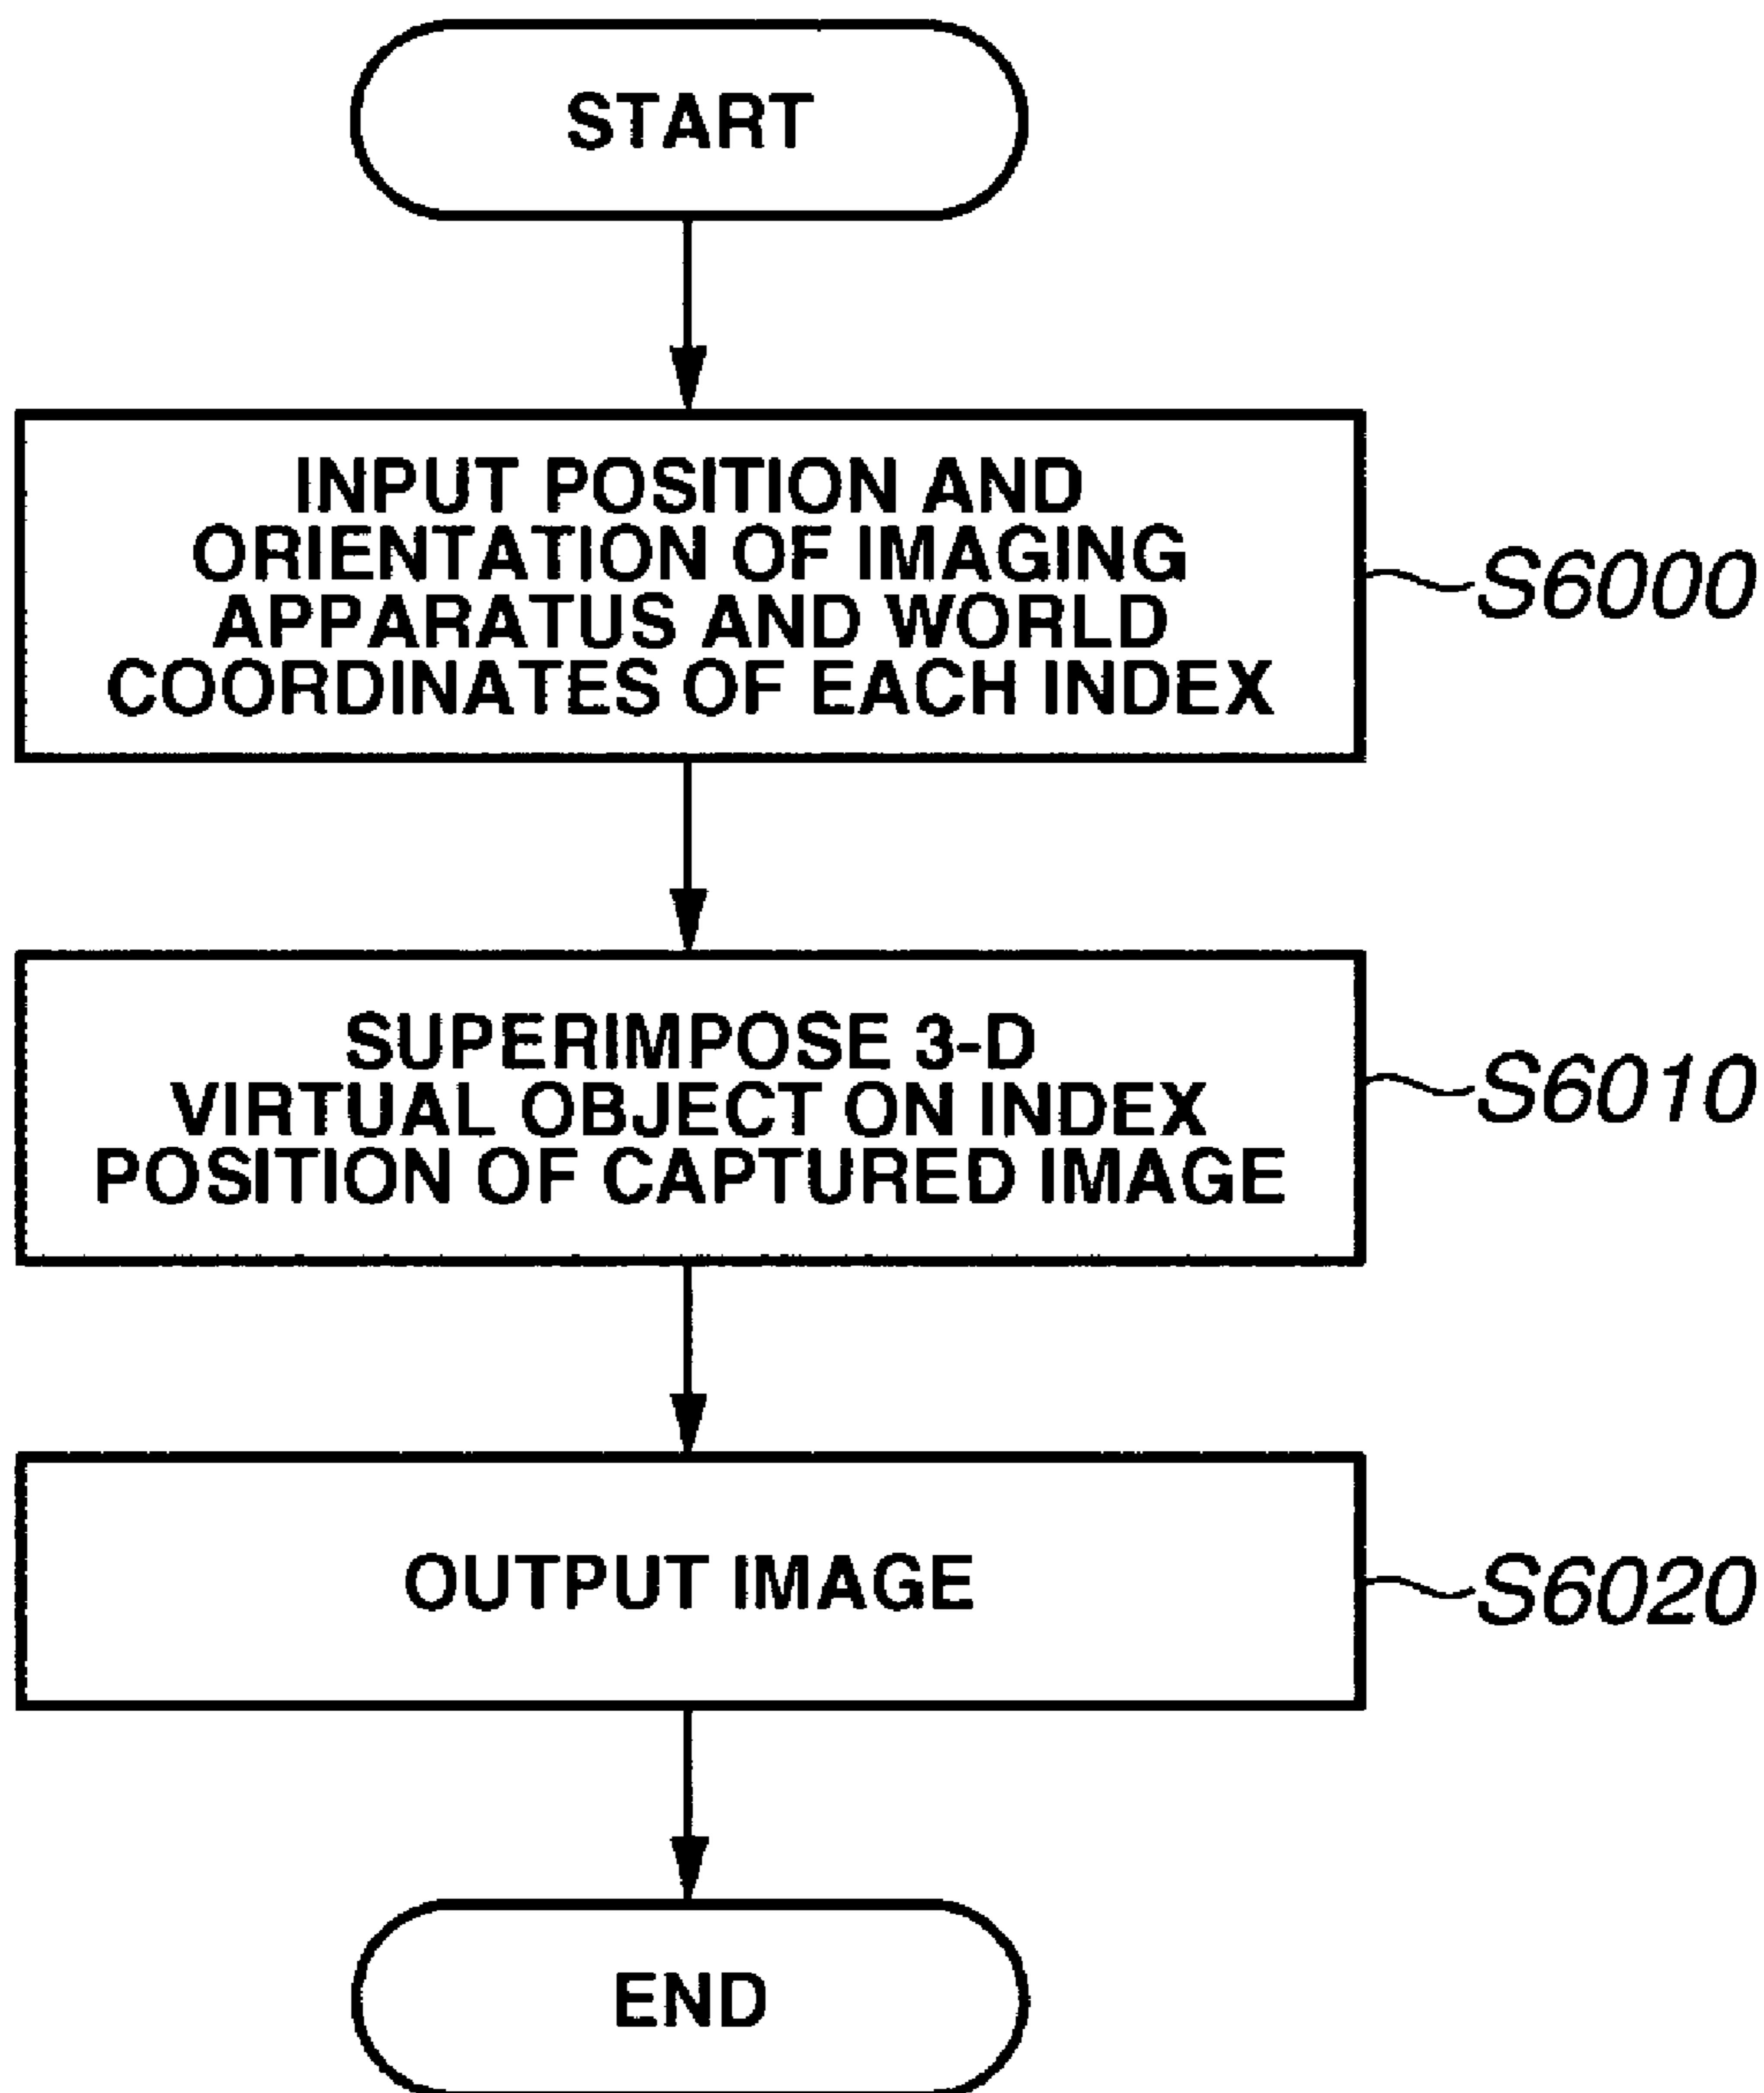 START
INPUT POSITION AND
ORIENTATION OF IMAGING
APPARATUS AND WORLD
COORDINATES OF EACH INDEX
S6000
SUPERIMPOSE 3-D
VIRTUAL OBJECT ON INDEX
POSITION OF CAPTURED IMAGE
S6010
OUTPUT IMAGE
S6020
END